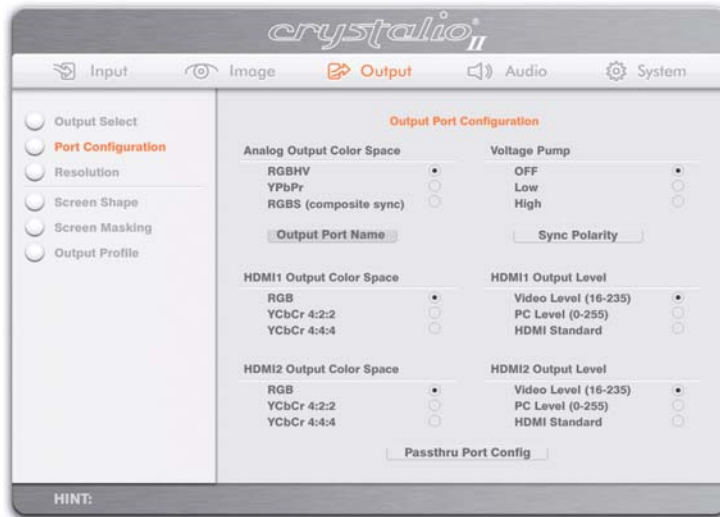 crystalio® II
Input Image Output Audio System
Output Select
Port Configuration
Resolution
Screen Shape
Screen Masking
Output Profile
Output Port Configuration
Analog Output Color Space
RGBHV
YPbPr
RGBS (composite sync)
Output Port Name
Voltage Pump
OFF
Low
High
Sync Polarity
HDMI1 Output Color Space
RGB
YCbCr 4:2:2
YCbCr 4:4:4
HDMI1 Output Level
Video Level (16-235)
PC Level (0-255)
HDMI Standard
HDMI2 Output Color Space
RGB
YCbCr 4:2:2
YCbCr 4:4:4
HDMI2 Output Level
Video Level (16-235)
PC Level (0-255)
HDMI Standard
Passthru Port Config
HINT: